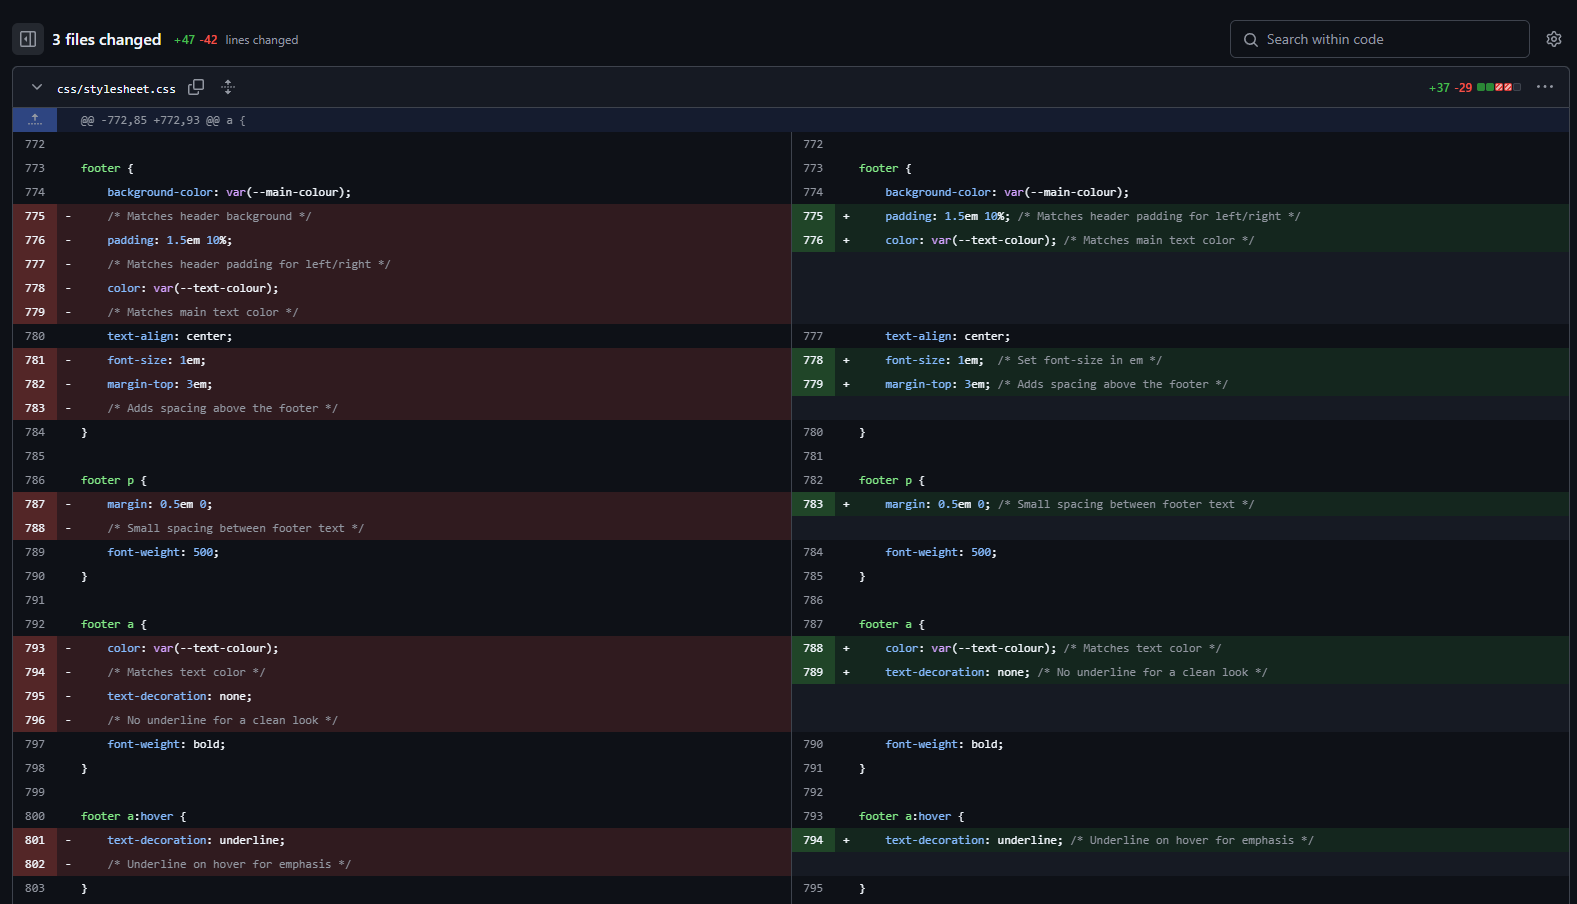 3 files changed +47 -42 lines changed
Search within code
css/stylesheet.css
+37 -29
@@ -772,85 +772,93 @@ a {
772
773 footer {
774 background-color: var(--main-colour);
775 - /* Matches header background */
776 - padding: 1.5em 10%;
777 - /* Matches header padding for left/right */
778 - color: var(--text-colour);
779 - /* Matches main text color */
780 text-align: center;
781 - font-size: 1em;
782 - margin-top: 3em;
783 - /* Adds spacing above the footer */
784 }
785
786 footer p {
787 - margin: 0.5em 0;
788 - /* Small spacing between footer text */
789 font-weight: 500;
790 }
791
792 footer a {
793 - color: var(--text-colour);
794 - /* Matches text color */
795 - text-decoration: none;
796 - /* No underline for a clean look */
797 font-weight: bold;
798 }
799
800 footer a:hover {
801 - text-decoration: underline;
802 - /* Underline on hover for emphasis */
803 }
772
773 footer {
774 background-color: var(--main-colour);
775 + padding: 1.5em 10%; /* Matches header padding for left/right */
776 + color: var(--text-colour); /* Matches main text color */
777 text-align: center;
778 + font-size: 1em;  /* Set font-size in em */
779 + margin-top: 3em; /* Adds spacing above the footer */
780 }
781
782 footer p {
783 + margin: 0.5em 0; /* Small spacing between footer text */
784 font-weight: 500;
785 }
786
787 footer a {
788 + color: var(--text-colour); /* Matches text color */
789 + text-decoration: none; /* No underline for a clean look */
790 font-weight: bold;
791 }
792
793 footer a:hover {
794 + text-decoration: underline; /* Underline on hover for emphasis */
795 }